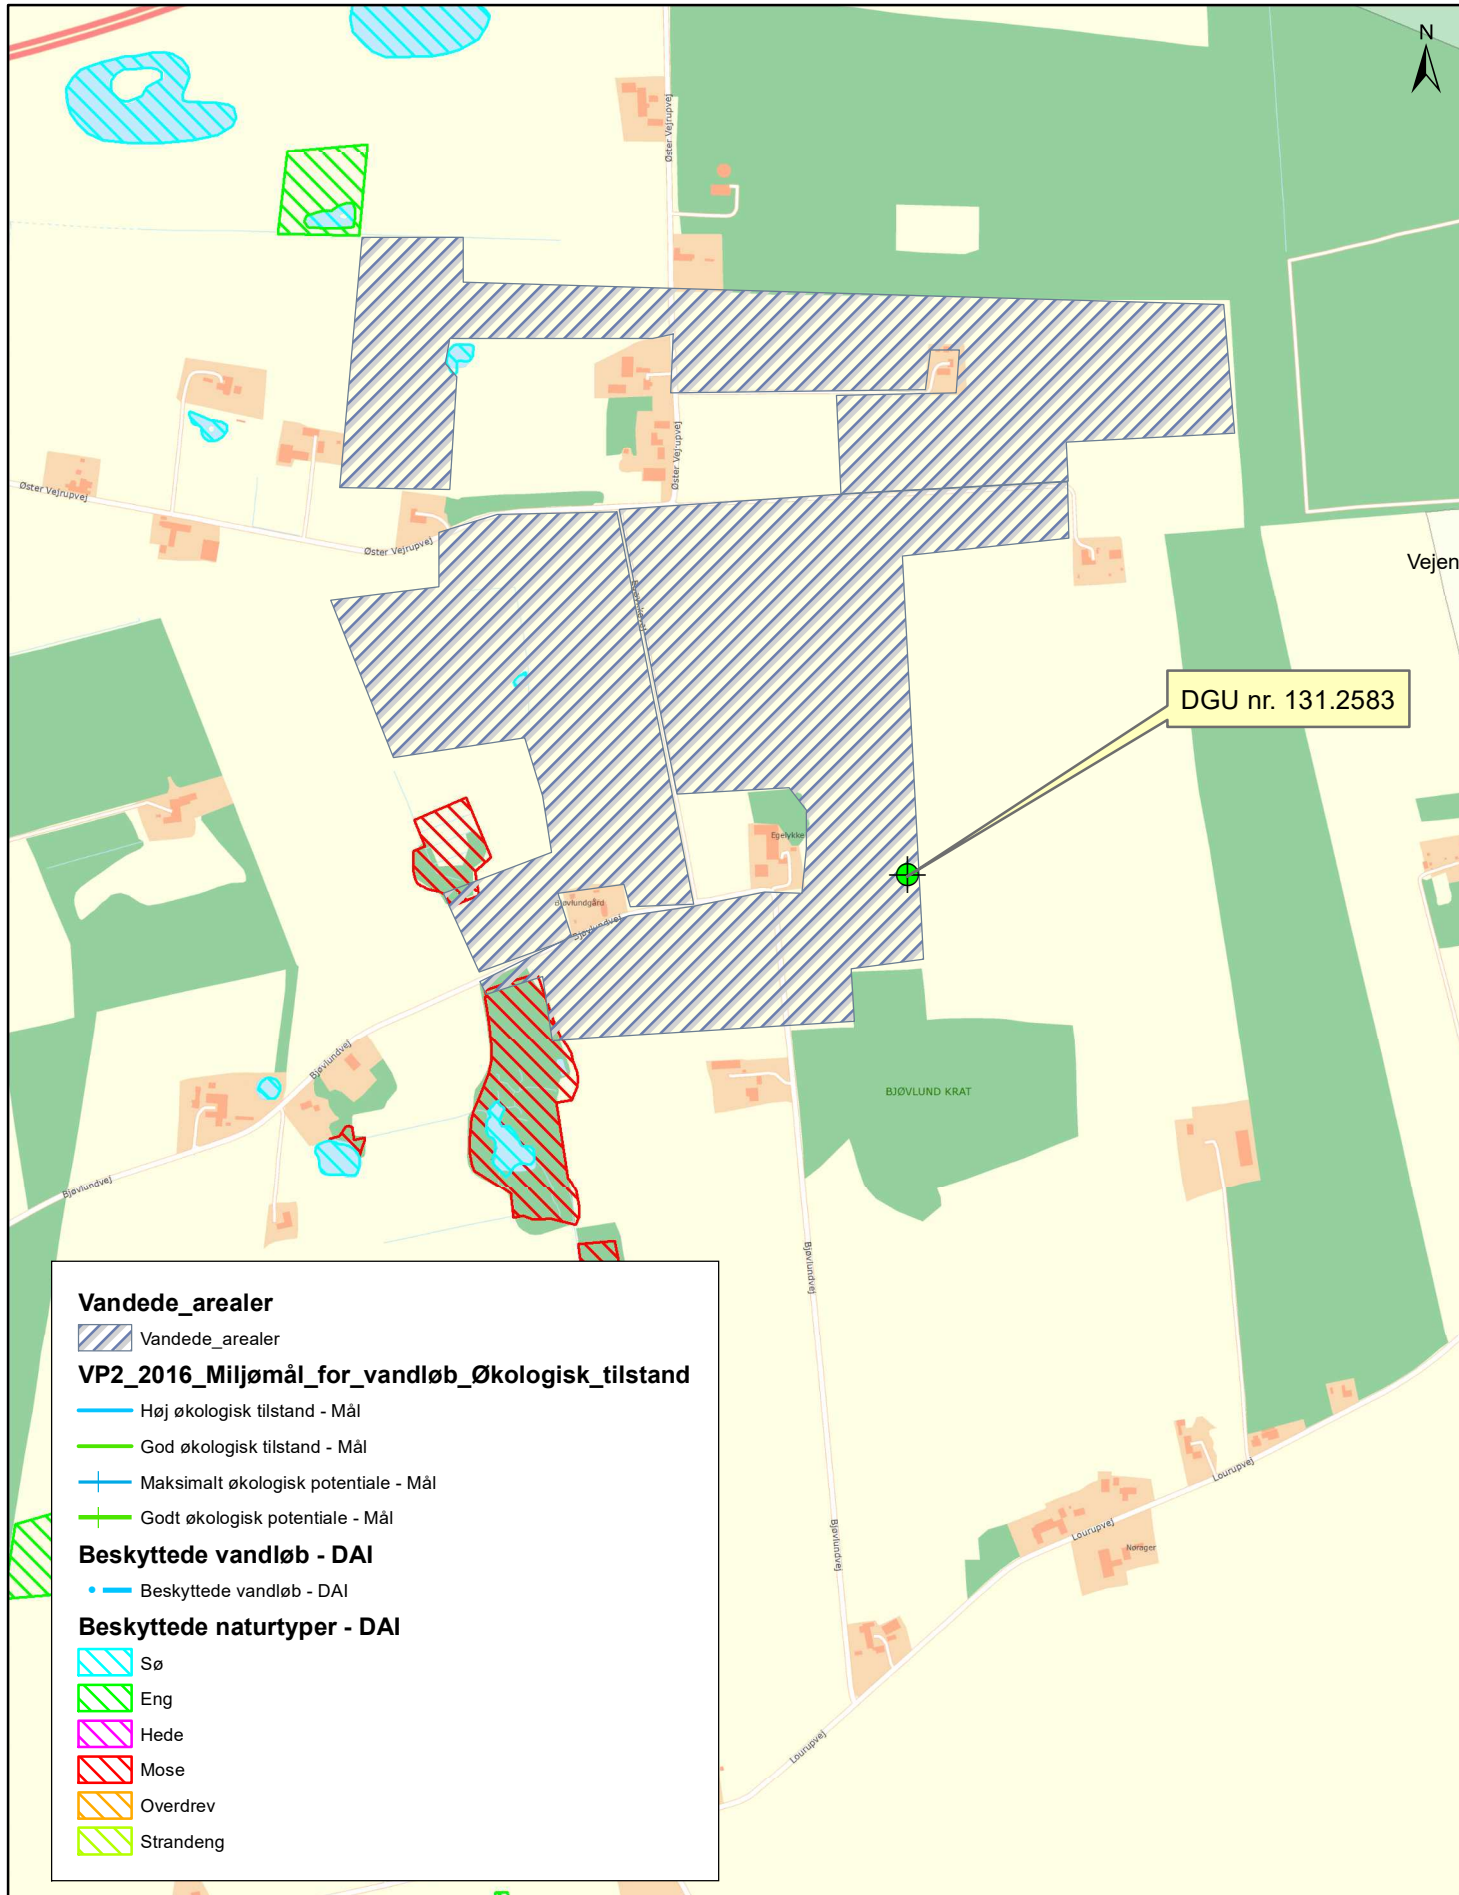 N
Øster Vejrupvej
Øster Vejrupvej
Øster Vejrupvej
Øster Vejrupvej
Vejen
DGU nr. 131.2583
Egelykke
Bjøvlundgård
Bjøvlundvej
Bjøvlundvej
BJØVLUND KRAT
Bjøvlundvej
Bjøvlundvej
Bjøvlundvej
Lourupvej
Lourupvej
Nørager
Lourupvej
Vandede_arealer
Vandede_arealer
VP2_2016_Miljømål_for_vandløb_Økologisk_tilstand
Høj økologisk tilstand - Mål
God økologisk tilstand - Mål
Maksimalt økologisk potentiale - Mål
Godt økologisk potentiale - Mål
Beskyttede vandløb - DAI
Beskyttede vandløb - DAI
Beskyttede naturtyper - DAI
Sø
Eng
Hede
Mose
Overdrev
Strandeng